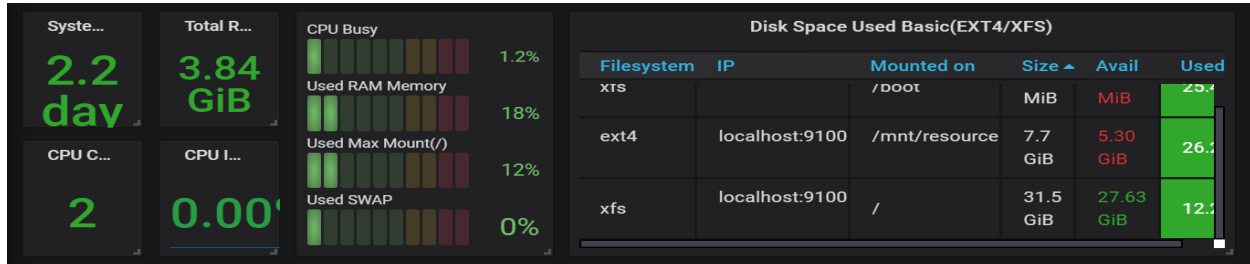 Syste...
2.2
day
Total R...
3.84
GiB
CPU C...
2
CPU I...
0.00
CPU Busy
1.2%
Used RAM Memory
18%
Used Max Mount(/)
12%
Used SWAP
0%
Disk Space Used Basic(EXT4/XFS)
Filesystem IP Mounted on Size Avail Used
xfs /boot MiB MiB 25.
ext4 localhost:9100 /mnt/resource 7.7 GiB 5.30 GiB 26.
xfs localhost:9100 / 31.5 GiB 27.63 GiB 12.